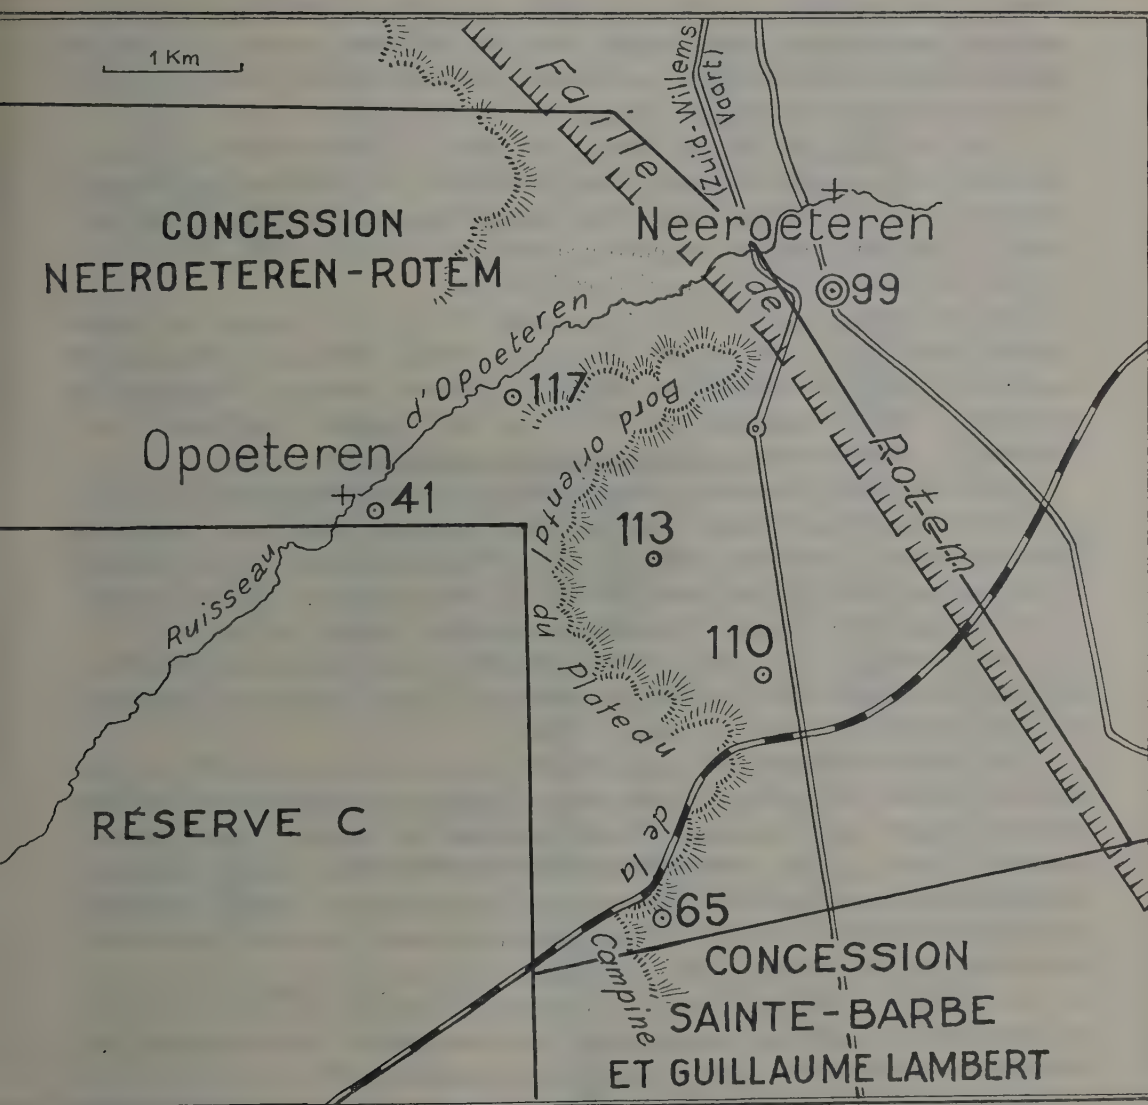 1 Km
Faille
(Zuid-Willems
Vaart)
CONCESSION
NEEROETEREN-ROTEM
Neeroeteren
de
99
d'Opoeteren
117
Bord
oriental
Opoeteren
41
113
Rotem
Ruisseau
du
110
Plateau
RÉSERVE C
de la
65
Campine
CONCESSION
SAINTE-BARBE
ET GUILLAUME LAMBERT